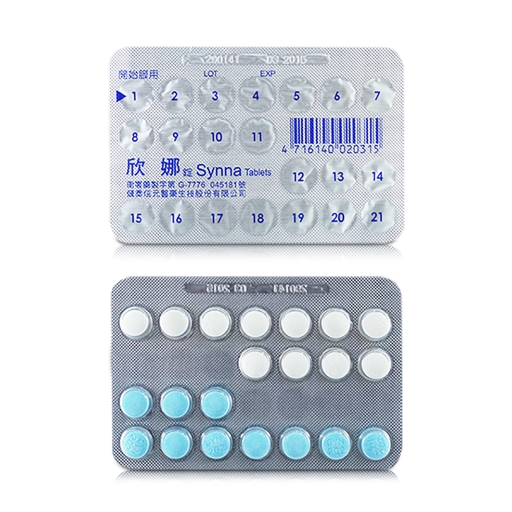 200141 03 2015
開始服用 LOT EXP
1 2 3 4 5 6 7
8 9 10 11
4 716140 020315
欣娜錠 Synna Tablets
12 13 14
衛署藥製字第 G-7776 045181號
健喬信元醫藥生技股份有限公司
15 16 17 18 19 20 21